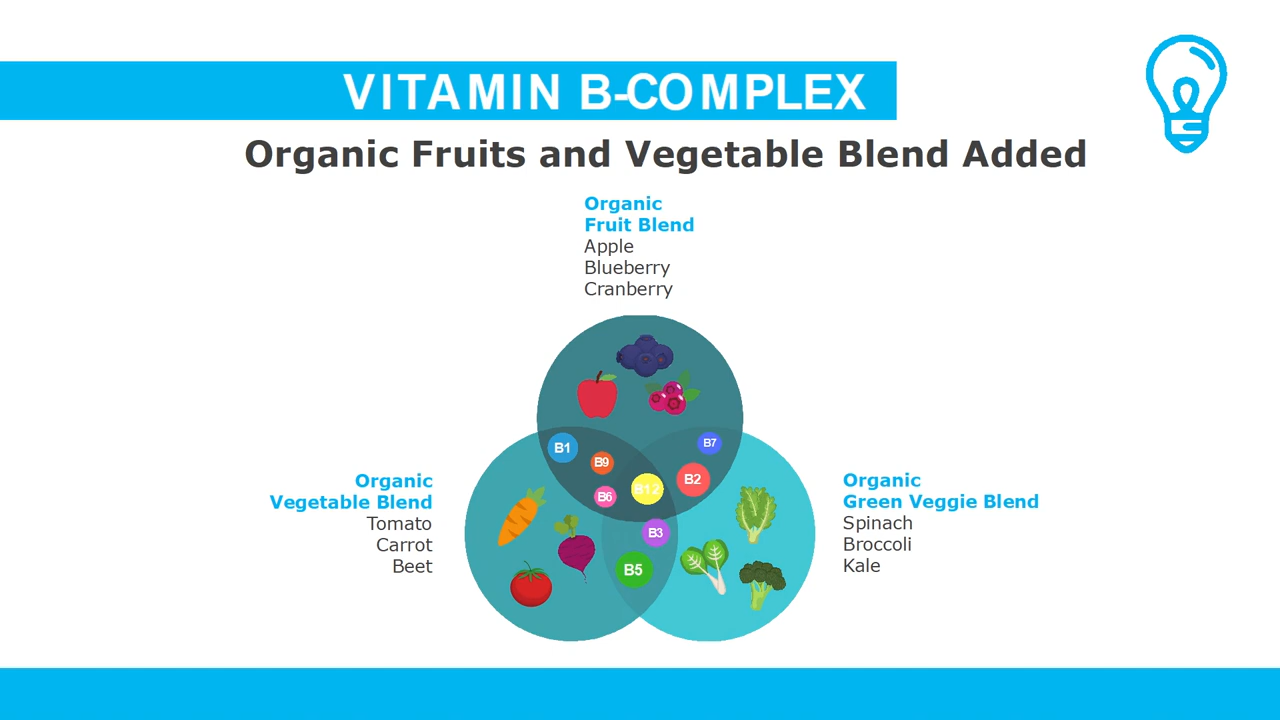 VITAMIN B-COMPLEX
Organic Fruits and Vegetable Blend Added
Organic
Fruit Blend
Apple
Blueberry
Cranberry
Organic
Vegetable Blend
Tomato
Carrot
Beet
B1
B9
B6
B12
B2
B7
B3
B5
Organic
Green Veggie Blend
Spinach
Broccoli
Kale